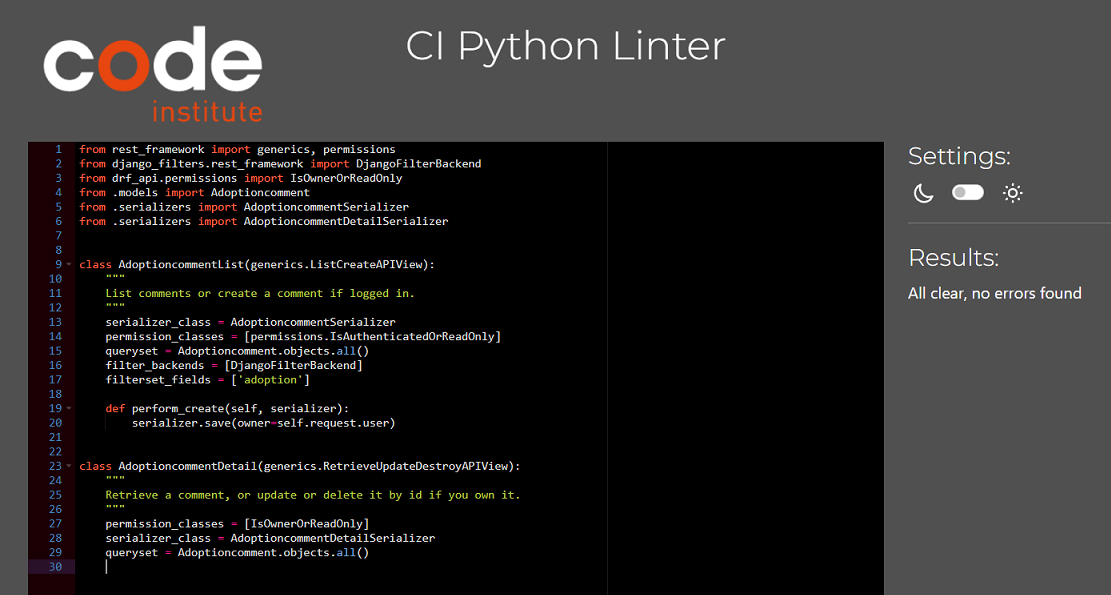 code
institute
CI Python Linter
1 from rest_framework import generics, permissions
2 from django_filters.rest_framework import DjangoFilterBackend
3 from drf_api.permissions import IsOwnerOrReadOnly
4 from .models import Adoptioncomment
5 from .serializers import AdoptioncommentSerializer
6 from .serializers import AdoptioncommentDetailSerializer
7
8
9 class AdoptioncommentList(generics.ListCreateAPIView):
10     """
11     List comments or create a comment if logged in.
12     """
13     serializer_class = AdoptioncommentSerializer
14     permission_classes = [permissions.IsAuthenticatedOrReadOnly]
15     queryset = Adoptioncomment.objects.all()
16     filter_backends = [DjangoFilterBackend]
17     filterset_fields = ['adoption']
18
19     def perform_create(self, serializer):
20         serializer.save(owner=self.request.user)
21
22
23 class AdoptioncommentDetail(generics.RetrieveUpdateDestroyAPIView):
24     """
25     Retrieve a comment, or update or delete it by id if you own it.
26     """
27     permission_classes = [IsOwnerOrReadOnly]
28     serializer_class = AdoptioncommentDetailSerializer
29     queryset = Adoptioncomment.objects.all()
30
Settings:
Results:
All clear, no errors found